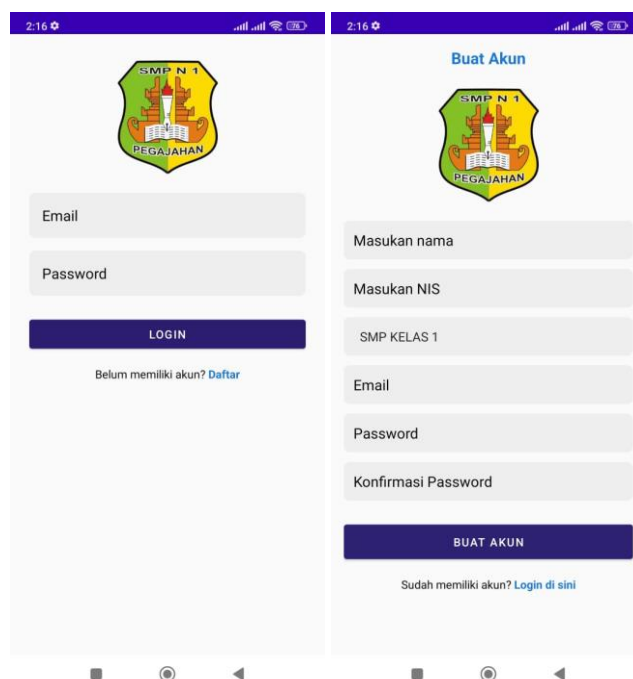 2:16
76
SMP N 1
PEGAJAHAN
Email
Password
LOGIN
Belum memiliki akun? Daftar
2:16
76
Buat Akun
SMP N 1
PEGAJAHAN
Masukan nama
Masukan NIS
SMP KELAS 1
Email
Password
Konfirmasi Password
BUAT AKUN
Sudah memiliki akun? Login di sini